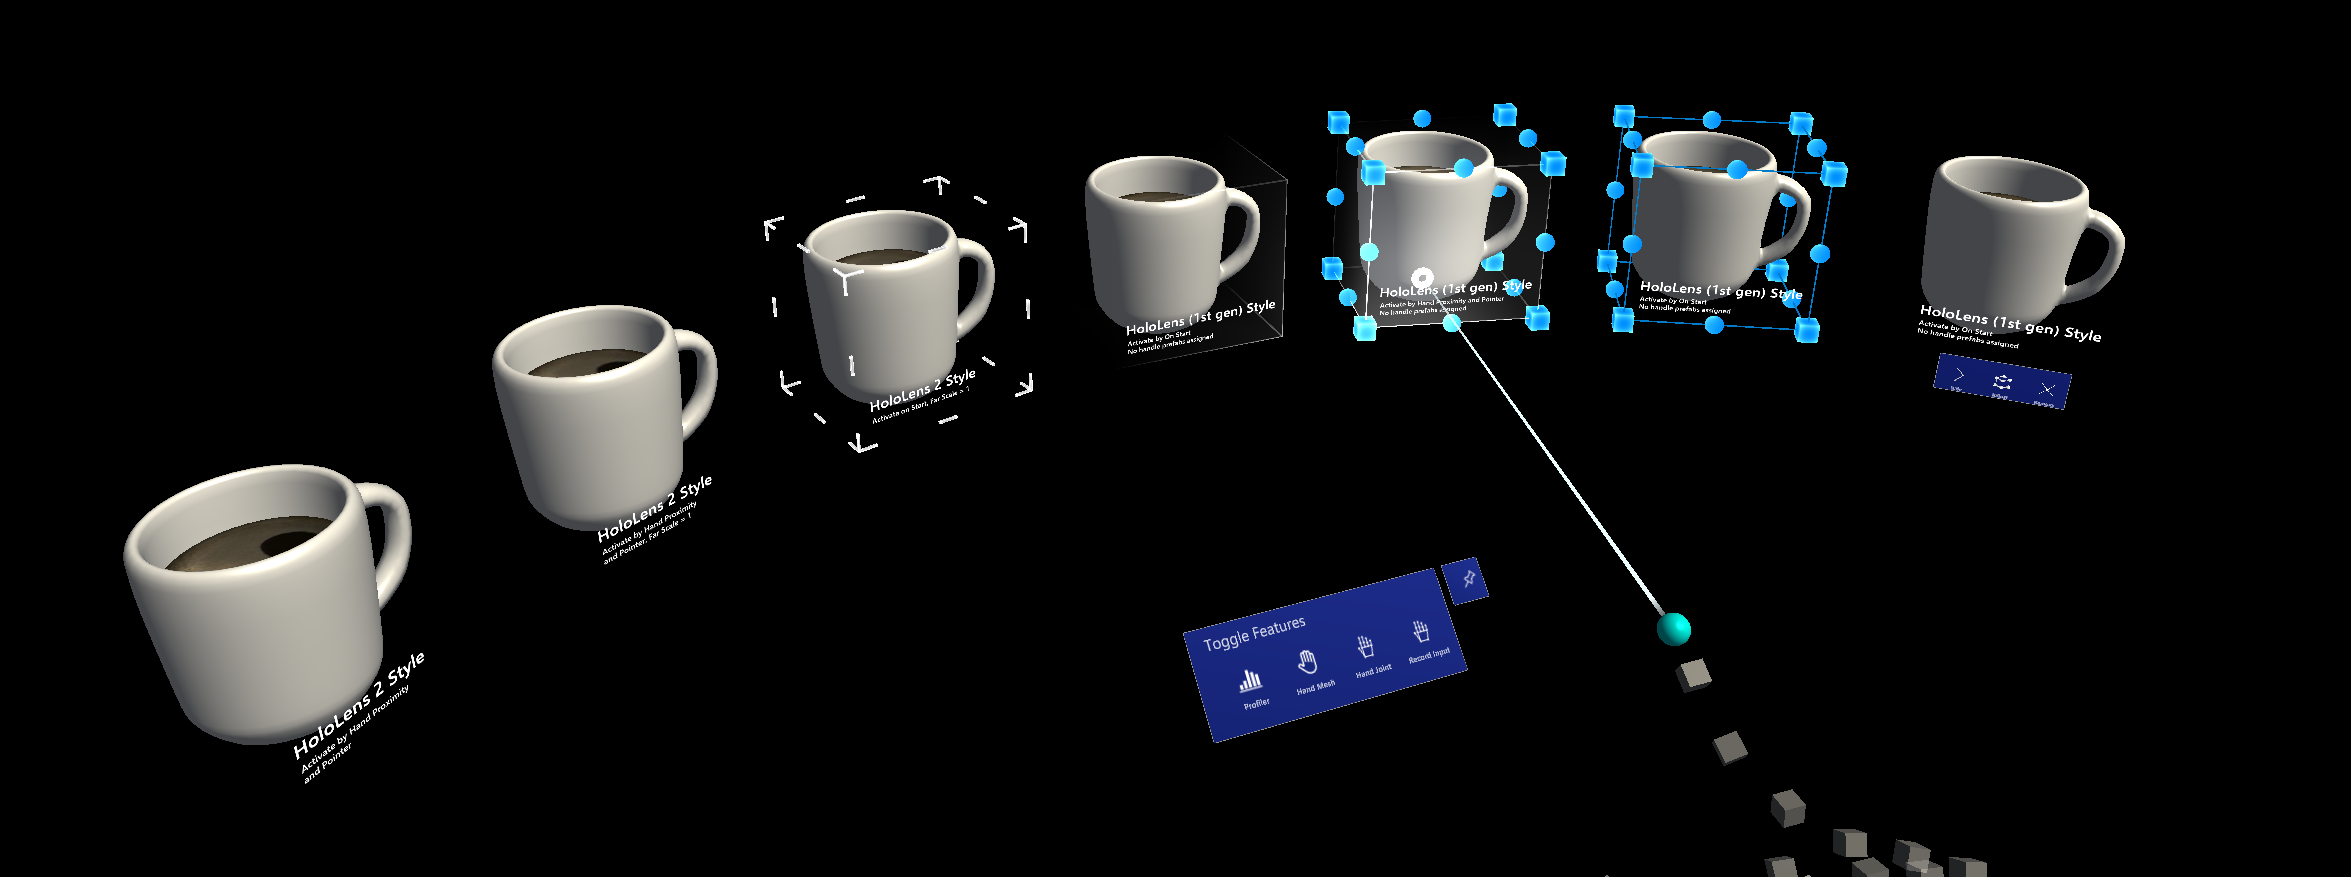 HoloLens 2 Style
Activate by Hand Proximity
and Pointer
HoloLens 2 Style
Activate by Hand Proximity
and Pointer, Far Scale > 1
HoloLens 2 Style
Activate on Start, Far Scale > 1
HoloLens (1st gen) Style
Activate by On Start
No handle prefabs assigned
HoloLens (1st gen) Style
Activate by Hand Proximity and Pointer
No handle prefabs assigned
HoloLens (1st gen) Style
Activate by On Start
No handle prefabs assigned
HoloLens (1st gen) Style
Activate by On Start
No handle prefabs assigned
Toggle Features
Profiler
Hand Mesh
Hand Joint
Record Input